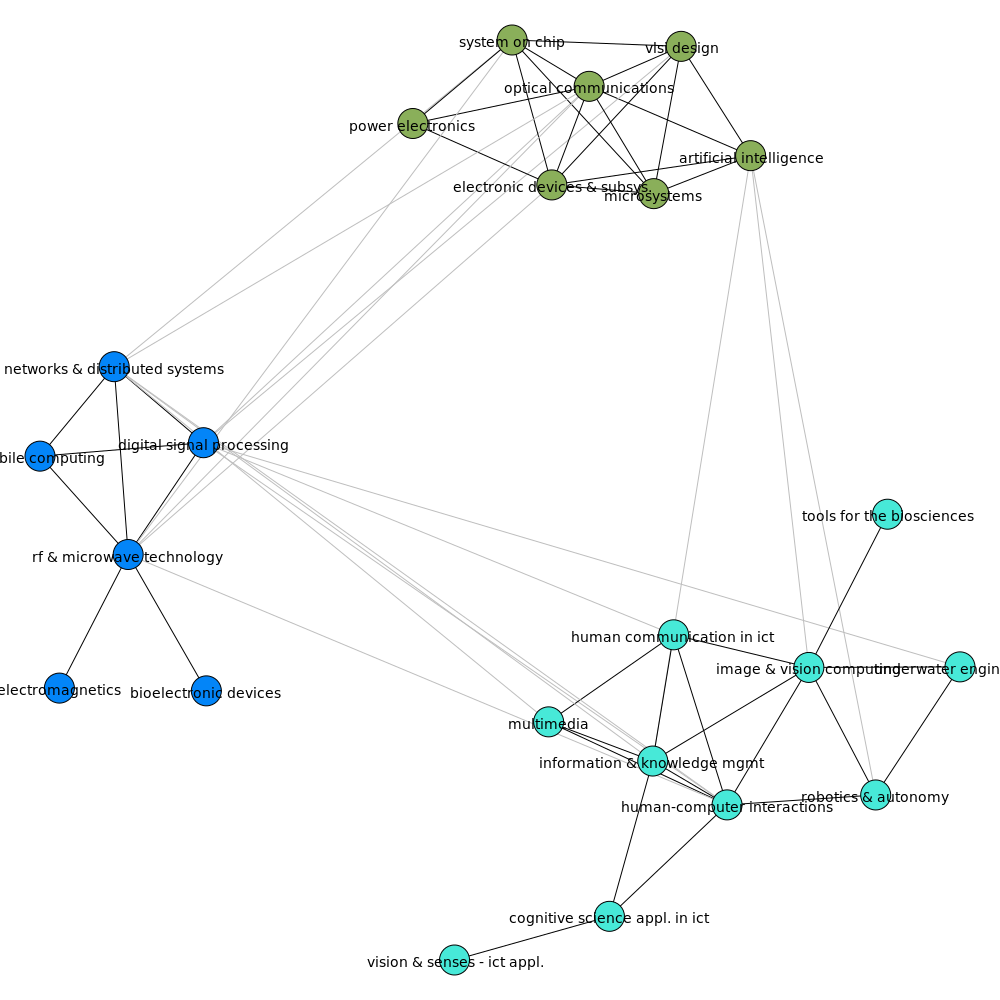 system on chip
vlsi design
optical communications
power electronics
artificial intelligence
electronic devices & subsys.
microsystems
networks & distributed systems
digital signal processing
bile computing
rf & microwave technology
electromagnetics
bioelectronic devices
tools for the biosciences
human communication in ict
image & vision computing
underwater engin
multimedia
information & knowledge mgmt
robotics & autonomy
human-computer interactions
cognitive science appl. in ict
vision & senses - ict appl.